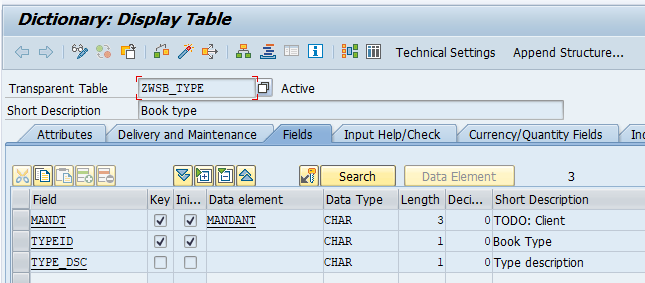 Dictionary: Display Table
Technical Settings Append Structure...
Transparent Table ZWSB_TYPE Active
Short Description Book type
Attributes Delivery and Maintenance Fields Input Help/Check Currency/Quantity Fields
Search Data Element 3
Field Key Ini... Data element Data Type Length Deci... Short Description
MANDT MANDANT CHAR 3 0 TODO: Client
TYPEID CHAR 1 0 Book Type
TYPE_DSC CHAR 1 0 Type description